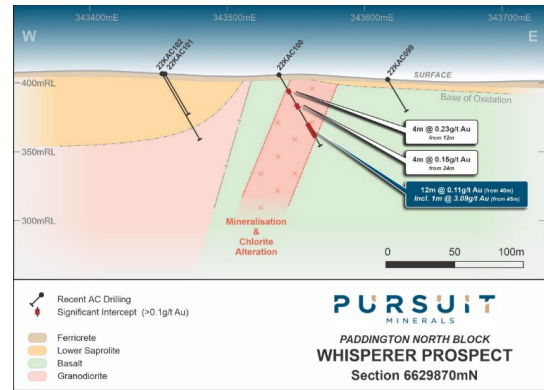 343400mE 343500mE 343600mE 343700mE
W E
22KAC102
22KAC101
22KAC100
22KAC099
SURFACE
400mRL
Base of Oxidation
4m @ 0.23g/t Au
from 12m
4m @ 0.15g/t Au
from 24m
350mRL
12m @ 0.11g/t Au (from 40m)
Incl. 1m @ 3.09g/t Au (from 45m)
300mRL
Mineralisation
&
Chlorite
Alteration
0 50 100m
Recent AC Drilling
Significant Intercept (>0.1g/t Au)
Ferricrete
Lower Saprolite
Basalt
Granodiorite
PURSUIT
MINERALS
PADDINGTON NORTH BLOCK
WHISPERER PROSPECT
Section 6629870mN